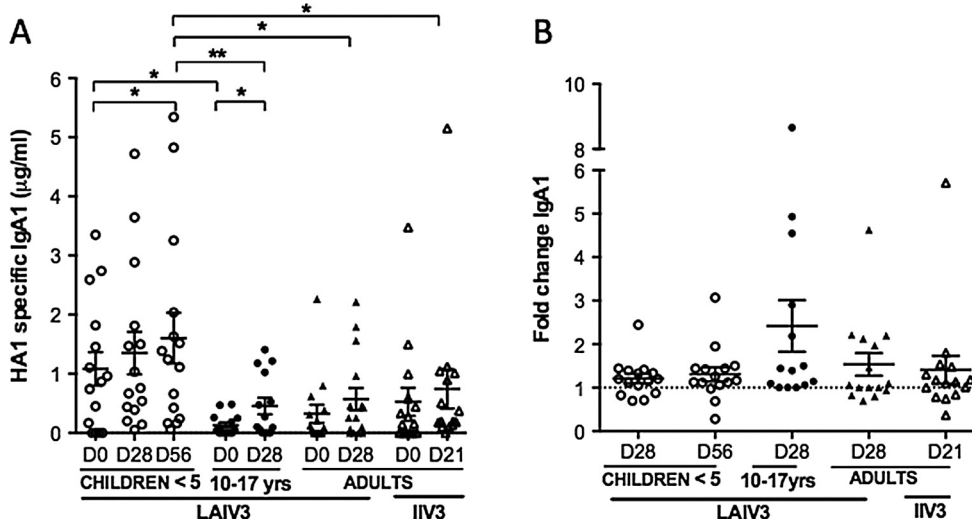 A
HA1 specific IgA1 (µg/ml)
* * ** * * *
6
5
4
3
2
1
0
D0 D28 D56 D0 D28 D0 D28 D0 D21
CHILDREN < 5 10-17 yrs ADULTS
LAIV3 IIV3
B
Fold change IgA1
10
8
6
5
4
3
2
1
0
D28 D56 D28 D28 D21
CHILDREN < 5 10-17yrs ADULTS
LAIV3 IIV3